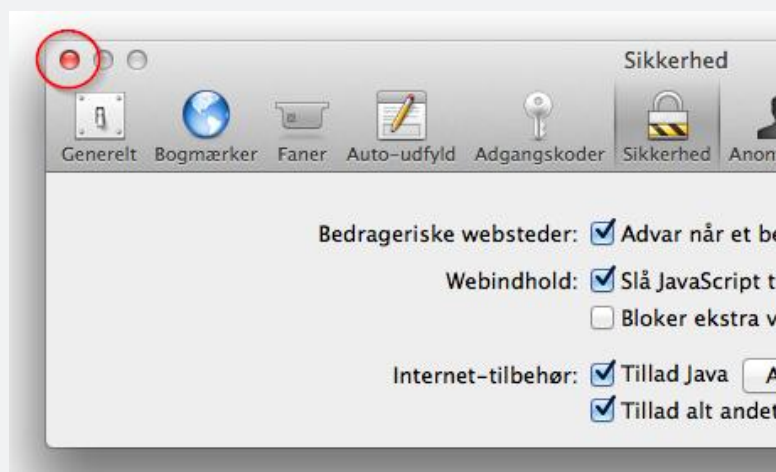 Sikkerhed
Generelt Bogmærker Faner Auto-udfyld Adgangskoder Sikkerhed Anon
Bedrageriske websteder: Advar når et be
Webindhold: Slå JavaScript t
Bloker ekstra v
Internet-tilbehør: Tillad Java A
Tillad alt andet